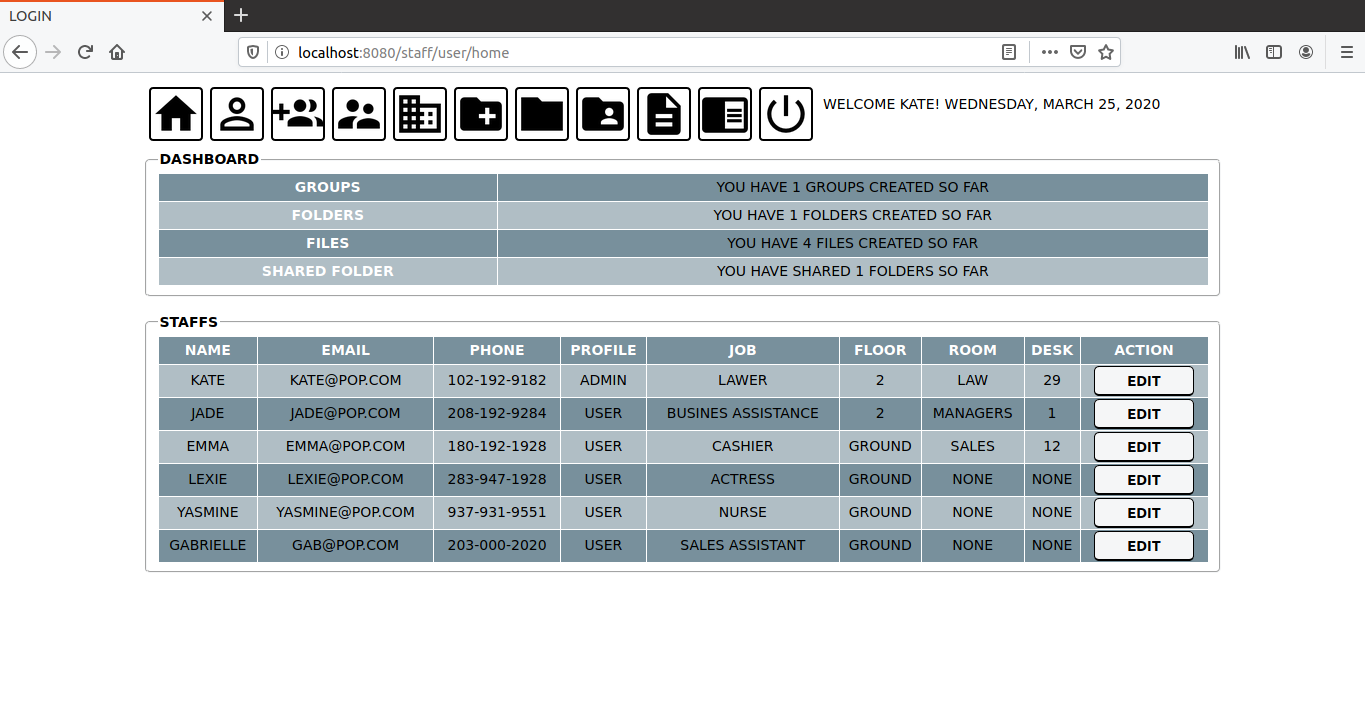 LOGIN
localhost:8080/staff/user/home
WELCOME KATE! WEDNESDAY, MARCH 25, 2020
DASHBOARD
GROUPS YOU HAVE 1 GROUPS CREATED SO FAR
FOLDERS YOU HAVE 1 FOLDERS CREATED SO FAR
FILES YOU HAVE 4 FILES CREATED SO FAR
SHARED FOLDER YOU HAVE SHARED 1 FOLDERS SO FAR
STAFFS
NAME EMAIL PHONE PROFILE JOB FLOOR ROOM DESK ACTION
KATE KATE@POP.COM 102-192-9182 ADMIN LAWER 2 LAW 29 EDIT
JADE JADE@POP.COM 208-192-9284 USER BUSINES ASSISTANCE 2 MANAGERS 1 EDIT
EMMA EMMA@POP.COM 180-192-1928 USER CASHIER GROUND SALES 12 EDIT
LEXIE LEXIE@POP.COM 283-947-1928 USER ACTRESS GROUND NONE NONE EDIT
YASMINE YASMINE@POP.COM 937-931-9551 USER NURSE GROUND NONE NONE EDIT
GABRIELLE GAB@POP.COM 203-000-2020 USER SALES ASSISTANT GROUND NONE NONE EDIT